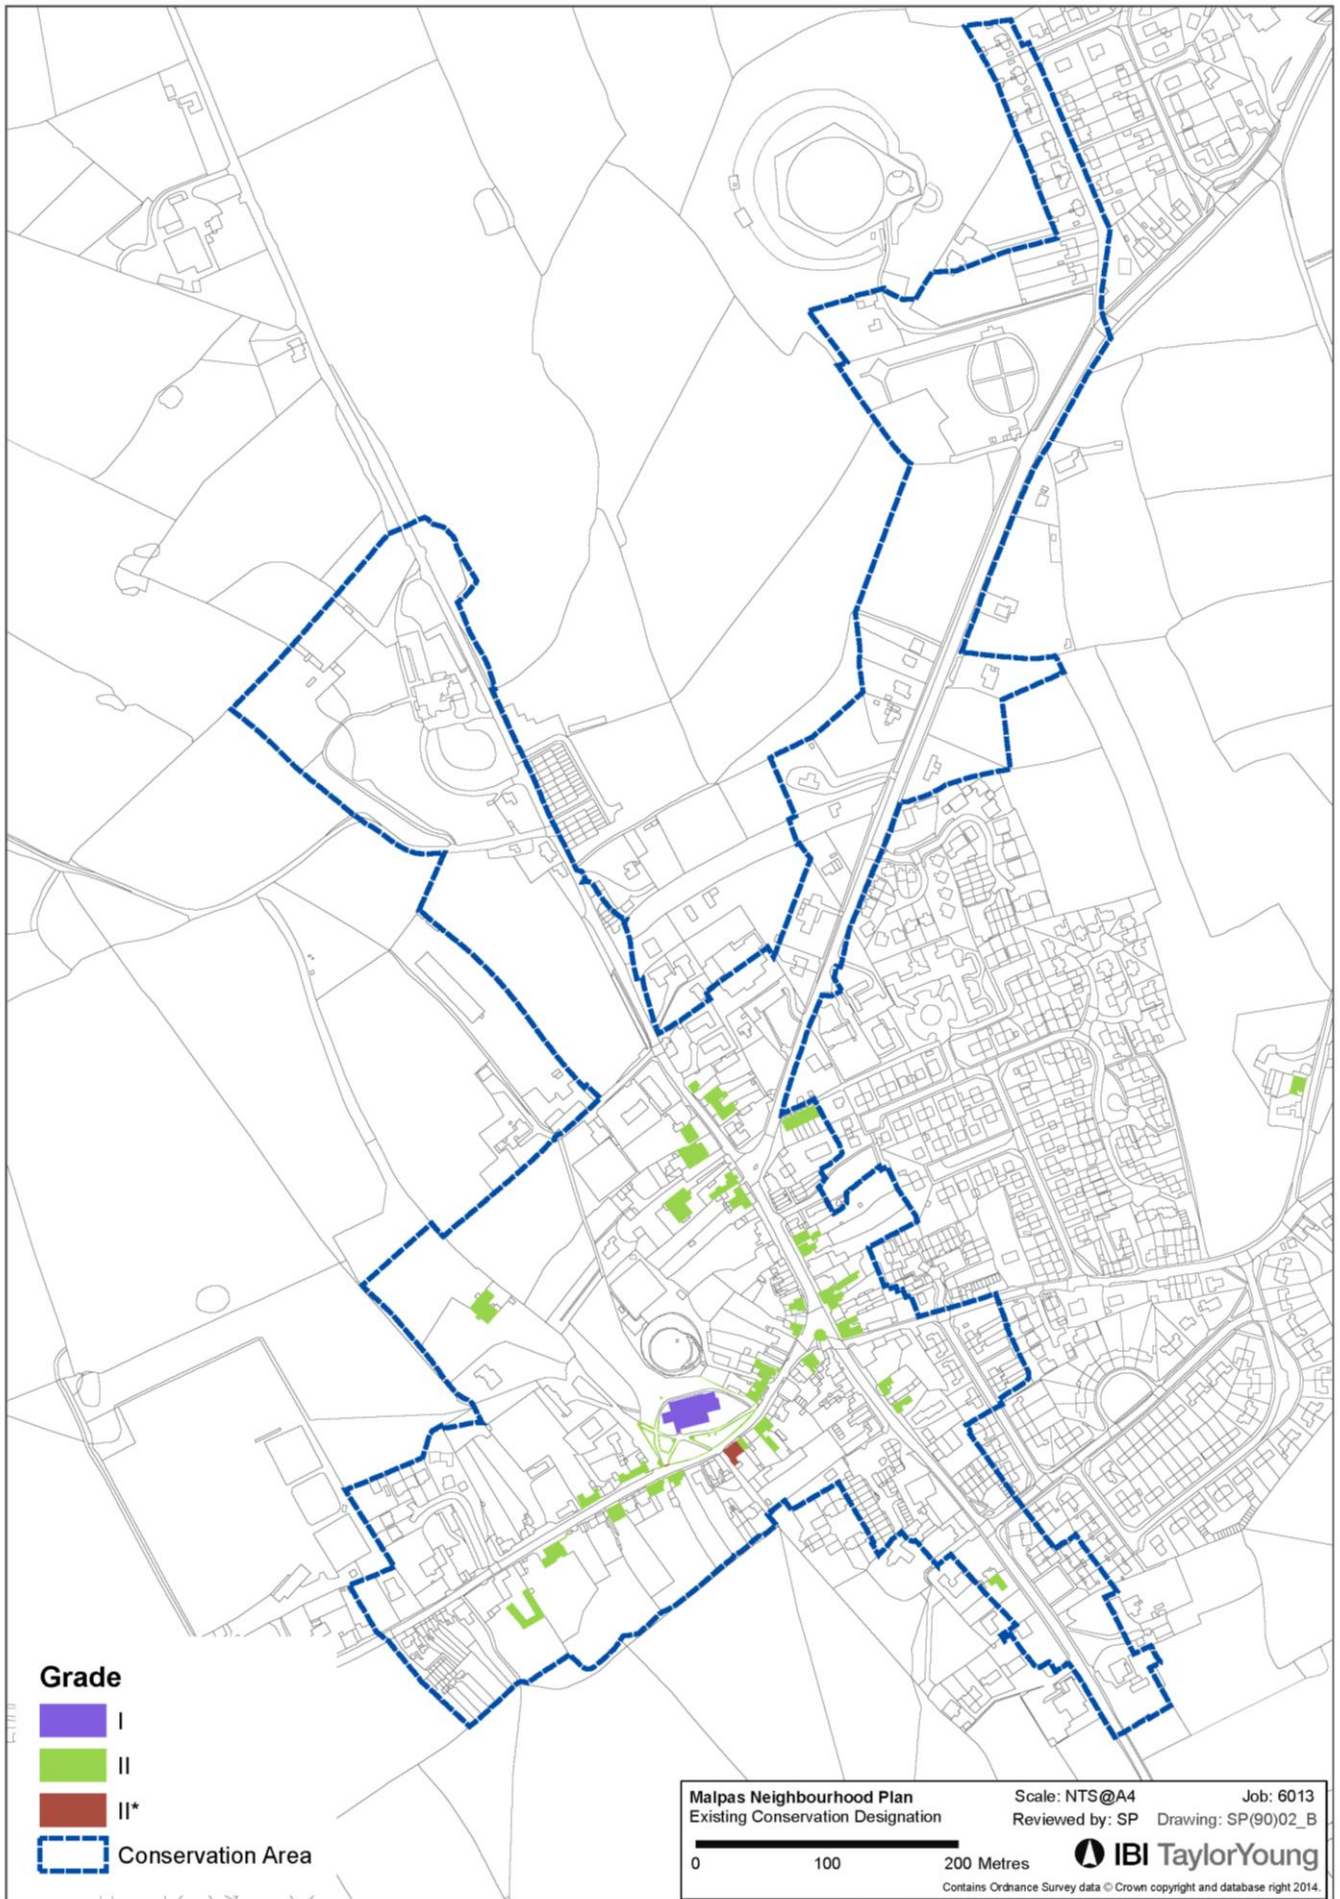 Grade
I
II
II*
Conservation Area
Malpas Neighbourhood Plan
Existing Conservation Designation
Scale: NTS@A4
Job: 6013
Reviewed by: SP
Drawing: SP(90)02_B
0 100 200 Metres
IBI TaylorYoung
Contains Ordnance Survey data © Crown copyright and database right 2014.